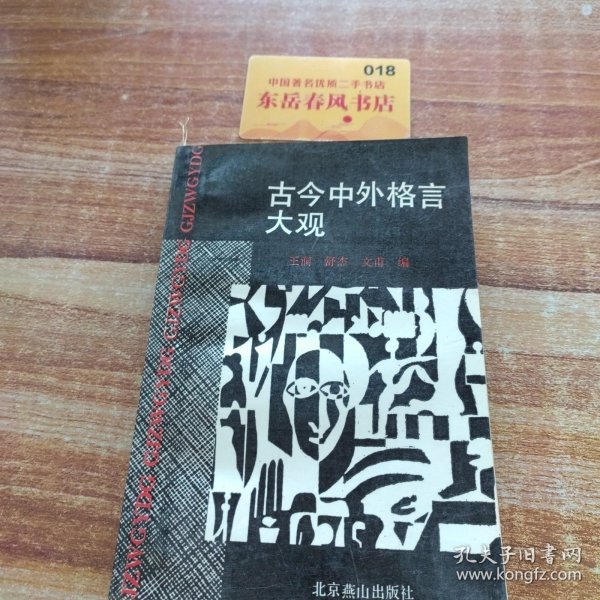 018
中国著名优质二手书店
东岳春风书店
古今中外格言
大观
王润 舒杰 文甫 编
GJZWGYDG GJZWGYDG GJZWGYDG GJZWGYDG
北京燕山出版社
孔夫子旧书网
www.kongfz.com